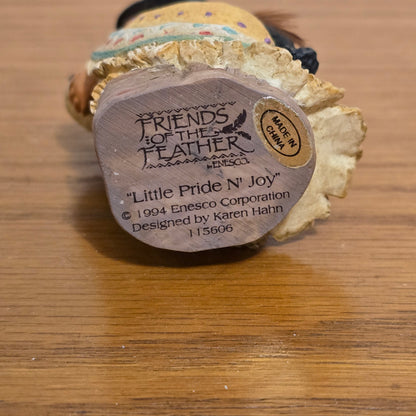 FRIENDS
OF THE
FEATHER
BY ENESCO
MADE IN
CHINA
"Little Pride N' Joy"
© 1994 Enesco Corporation
Designed by Karen Hahn
115606